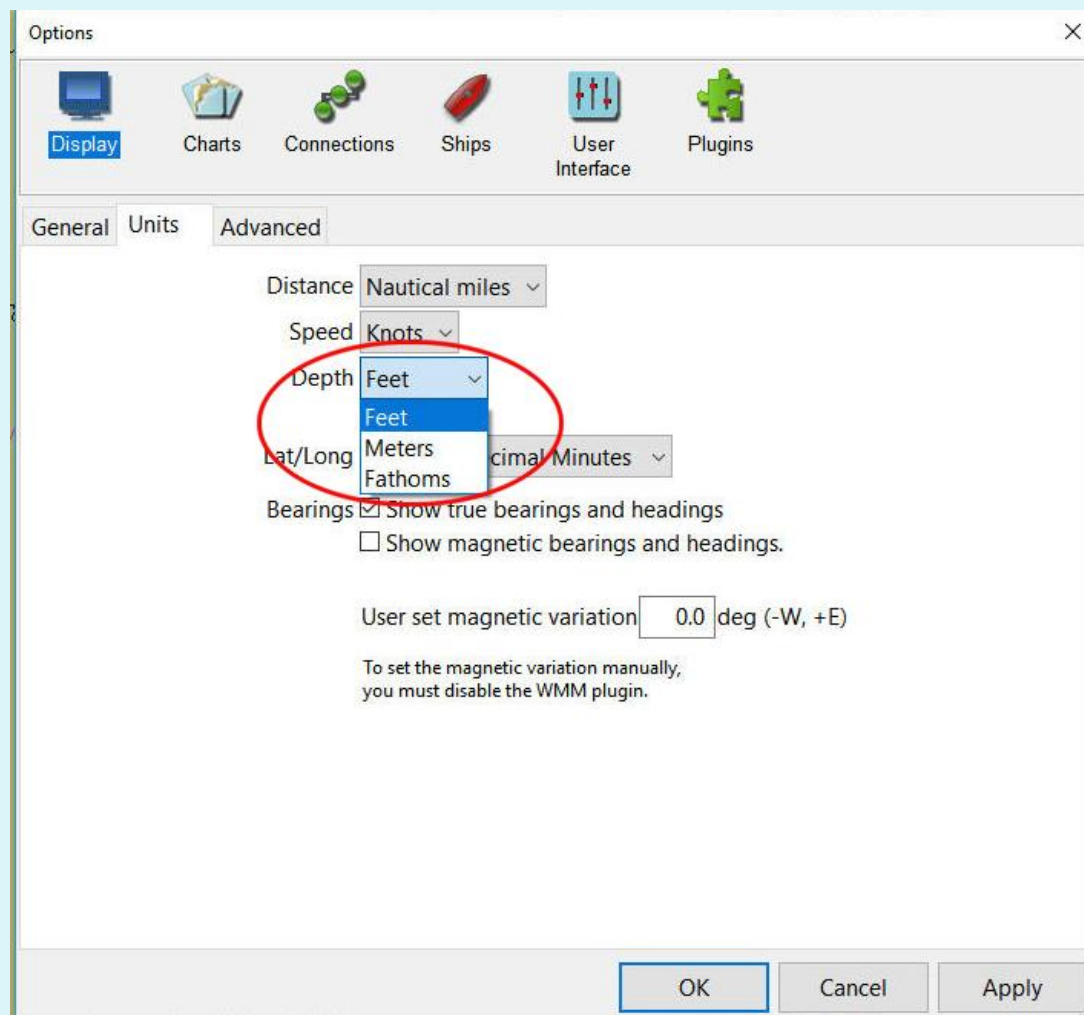 Options
Display
Charts
Connections
Ships
User
Interface
Plugins
General Units Advanced
Distance Nautical miles
Speed Knots
Depth Feet
Feet
Meters
Fathoms
Lat/Long Minutes
Bearings Show true bearings and headings
Show magnetic bearings and headings.
User set magnetic variation 0.0 deg (-W, +E)
To set the magnetic variation manually,
you must disable the WMM plugin.
OK Cancel Apply